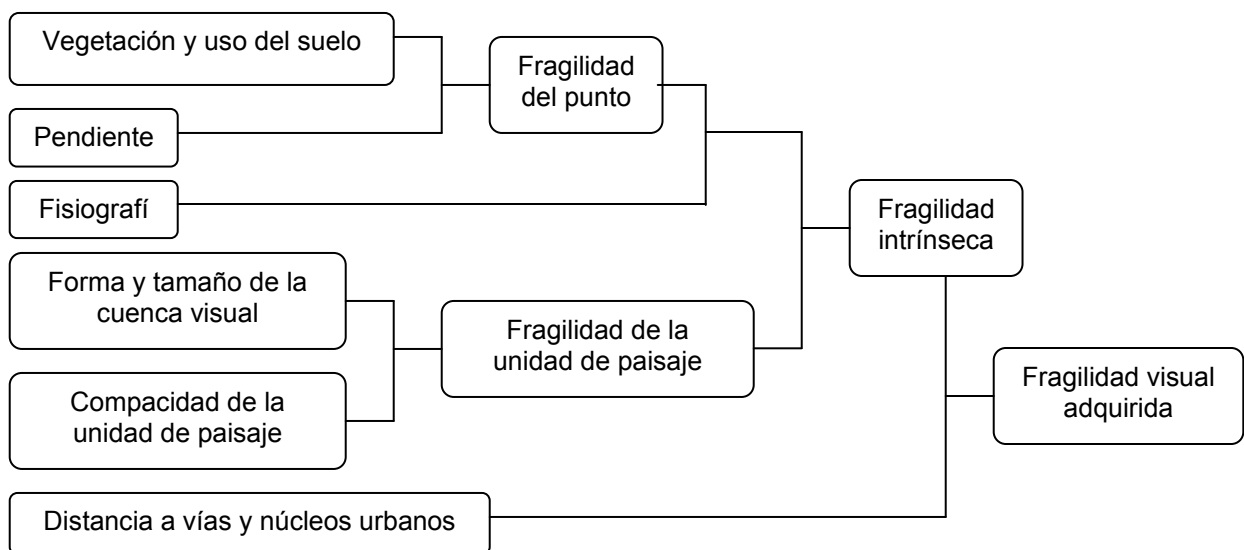 Vegetación y uso del suelo
Fragilidad
del punto
Pendiente
Fisiografí
Fragilidad
intrínseca
Forma y tamaño de la
cuenca visual
Fragilidad de la
unidad de paisaje
Compacidad de la
unidad de paisaje
Fragilidad visual
adquirida
Distancia a vías y núcleos urbanos